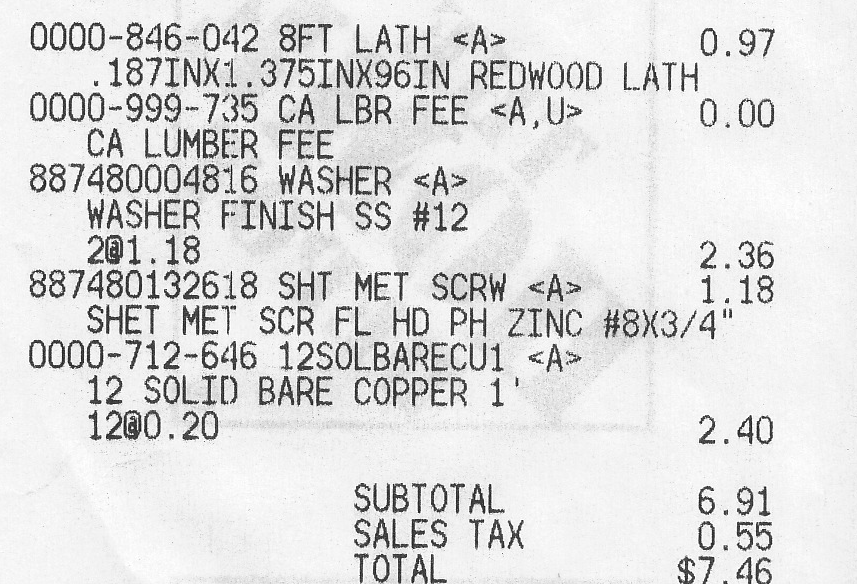 0000-846-042 8FT LATH <A> 0.97
.187INX1.375INX96IN REDWOOD LATH
0000-999-735 CA LBR FEE <A,U> 0.00
CA LUMBER FEE
887480004816 WASHER <A>
WASHER FINISH SS #12
2@1.18 2.36
887480132618 SHT MET SCRW <A> 1.18
SHET MET SCR FL HD PH ZINC #8X3/4"
0000-712-646 12SOLBARECU1 <A>
12 SOLID BARE COPPER 1'
12@0.20 2.40
SUBTOTAL 6.91
SALES TAX 0.55
TOTAL $7.46